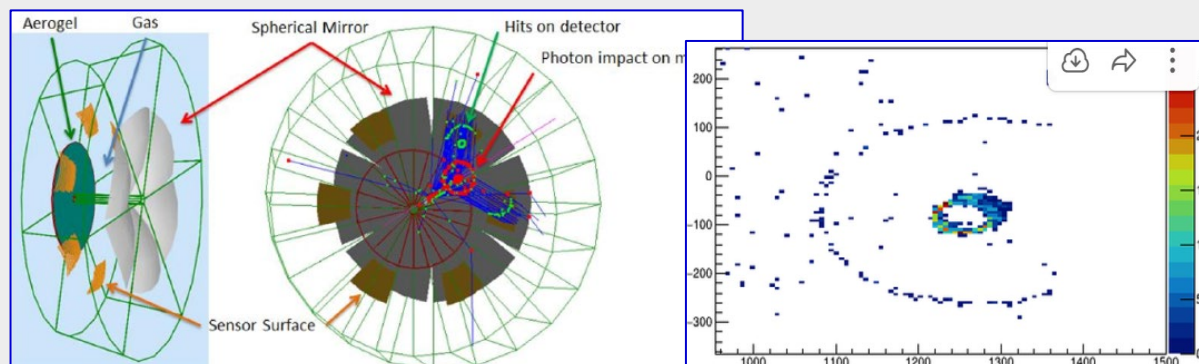 Aerogel
Gas
Spherical Mirror
Hits on detector
Photon impact on m
Sensor Surface
200
100
0
-100
-200
-300
1000
1100
1200
1300
1400